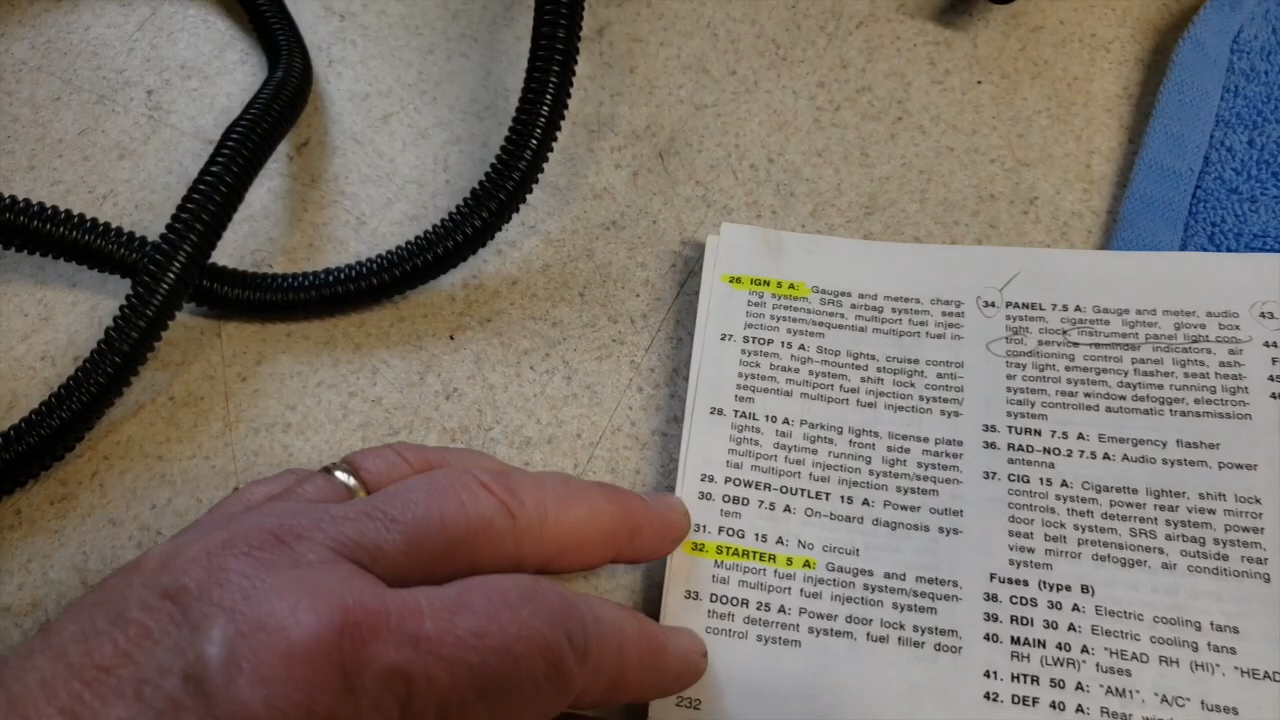 26. IGN 5 A: Gauges and meters, charg-
ing system, SRS airbag system, seat
belt pretensioners, multiport fuel injec-
tion system/sequential multiport fuel in-
jection system
27. STOP 15 A: Stop lights, cruise control
system, high-mounted stoplight, anti-
lock brake system, shift lock control
system, multiport fuel injection system/
sequential multiport fuel injection sys-
tem
28. TAIL 10 A: Parking lights, license plate
lights, tail lights, front side marker
lights, daytime running light system,
multiport fuel injection system/sequen-
tial multiport fuel injection system
29. POWER-OUTLET 15 A: Power outlet
30. OBD 7.5 A: On-board diagnosis sys-
tem
31. FOG 15 A: No circuit
32. STARTER 5 A: Gauges and meters,
Multiport fuel injection system/sequen-
tial multiport fuel injection system
33. DOOR 25 A: Power door lock system,
theft deterrent system, fuel filler door
control system
232
34. PANEL 7.5 A: Gauge and meter, audio
system, cigarette lighter, glove box
light, clock, instrument panel light con-
trol, service reminder indicators, air
conditioning control panel lights, ash-
tray light, emergency flasher, seat heat-
er control system, daytime running light
system, rear window defogger, electron-
ically controlled automatic transmission
system
35. TURN 7.5 A: Emergency flasher
36. RAD-NO.2 7.5 A: Audio system, power
antenna
37. CIG 15 A: Cigarette lighter, shift lock
control system, power rear view mirror
controls, theft deterrent system, power
door lock system, SRS airbag system,
seat belt pretensioners, outside rear
view mirror defogger, air conditioning
system
Fuses (type B)
38. CDS 30 A: Electric cooling fans
39. RDI 30 A: Electric cooling fans
40. MAIN 40 A: "HEAD RH (HI)", "HEAD
RH (LWR)" fuses
41. HTR 50 A: "AM1", "A/C" fuses
42. DEF 40 A: Rear
43.
44